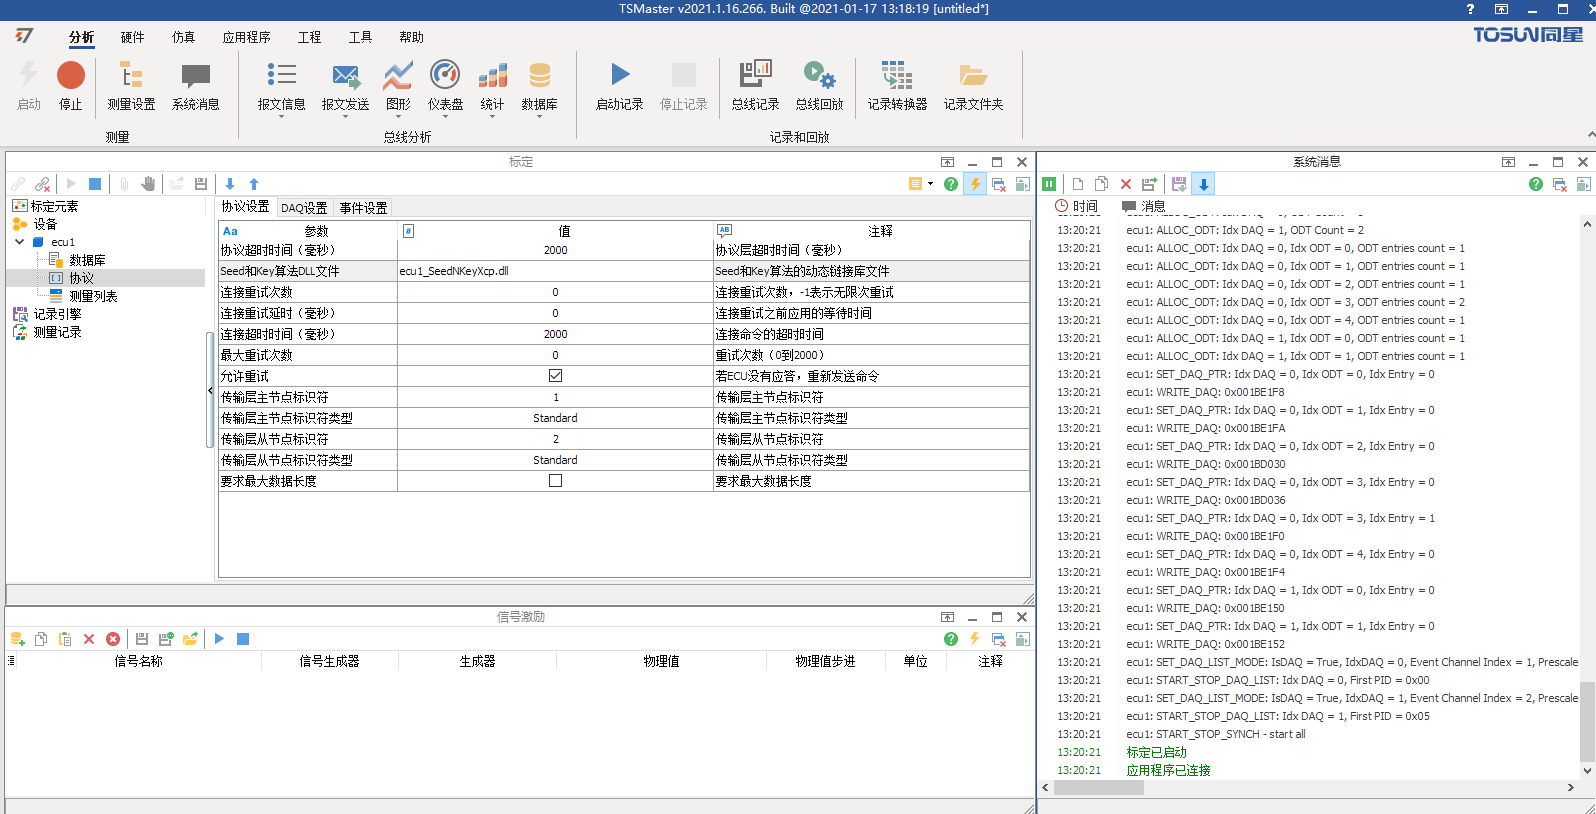 TSMaster v2021.1.16.266. Built @2021-01-17 13:18:19 [untitled*]
分析 硬件 仿真 应用程序 工程 工具 帮助
TOSUN同星
启动 停止 测量设置 系统消息 报文信息 报文发送 图形 仪表盘 统计 数据库 启动记录 停止记录 总线记录 总线回放 记录转换器 记录文件夹
测量 总线分析 记录和回放
标定
标定元素
设备
ecu1
数据库
协议
测量列表
记录引擎
测量记录
协议设置 DAQ设置 事件设置
参数 值 注释
协议超时时间（毫秒） 2000 协议层超时时间（毫秒）
Seed和Key算法DLL文件 ecu1_SeedNKeyXcp.dll Seed和Key算法的动态链接库文件
连接重试次数 0 连接重试次数，-1表示无限次重试
连接重试延时（毫秒） 0 连接重试之前应用的等待时间
连接超时时间（毫秒） 2000 连接命令的超时时间
最大重试次数 0 重试次数（0到2000）
允许重试 若ECU没有应答，重新发送命令
传输层主节点标识符 1 传输层主节点标识符
传输层主节点标识符类型 Standard 传输层主节点标识符类型
传输层从节点标识符 2 传输层从节点标识符
传输层从节点标识符类型 Standard 传输层从节点标识符类型
要求最大数据长度 要求最大数据长度
信号激励
信号名称 信号生成器 生成器 物理值 物理值步进 单位 注释
系统消息
时间 消息
13:20:21 ecu1: ALLOC_ODT: Idx DAQ = 1, ODT Count = 2
13:20:21 ecu1: ALLOC_ODT: Idx DAQ = 0, Idx ODT = 0, ODT entries count = 1
13:20:21 ecu1: ALLOC_ODT: Idx DAQ = 0, Idx ODT = 1, ODT entries count = 1
13:20:21 ecu1: ALLOC_ODT: Idx DAQ = 0, Idx ODT = 2, ODT entries count = 1
13:20:21 ecu1: ALLOC_ODT: Idx DAQ = 0, Idx ODT = 3, ODT entries count = 2
13:20:21 ecu1: ALLOC_ODT: Idx DAQ = 0, Idx ODT = 4, ODT entries count = 1
13:20:21 ecu1: ALLOC_ODT: Idx DAQ = 1, Idx ODT = 0, ODT entries count = 1
13:20:21 ecu1: ALLOC_ODT: Idx DAQ = 1, Idx ODT = 1, ODT entries count = 1
13:20:21 ecu1: SET_DAQ_PTR: Idx DAQ = 0, Idx ODT = 0, Idx Entry = 0
13:20:21 ecu1: WRITE_DAQ: 0x001BE1F8
13:20:21 ecu1: SET_DAQ_PTR: Idx DAQ = 0, Idx ODT = 1, Idx Entry = 0
13:20:21 ecu1: WRITE_DAQ: 0x001BE1FA
13:20:21 ecu1: SET_DAQ_PTR: Idx DAQ = 0, Idx ODT = 2, Idx Entry = 0
13:20:21 ecu1: WRITE_DAQ: 0x001BD030
13:20:21 ecu1: SET_DAQ_PTR: Idx DAQ = 0, Idx ODT = 3, Idx Entry = 0
13:20:21 ecu1: WRITE_DAQ: 0x001BD036
13:20:21 ecu1: SET_DAQ_PTR: Idx DAQ = 0, Idx ODT = 3, Idx Entry = 1
13:20:21 ecu1: WRITE_DAQ: 0x001BE1F0
13:20:21 ecu1: SET_DAQ_PTR: Idx DAQ = 0, Idx ODT = 4, Idx Entry = 0
13:20:21 ecu1: WRITE_DAQ: 0x001BE1F4
13:20:21 ecu1: SET_DAQ_PTR: Idx DAQ = 1, Idx ODT = 0, Idx Entry = 0
13:20:21 ecu1: WRITE_DAQ: 0x001BE150
13:20:21 ecu1: SET_DAQ_PTR: Idx DAQ = 1, Idx ODT = 1, Idx Entry = 0
13:20:21 ecu1: WRITE_DAQ: 0x001BE152
13:20:21 ecu1: SET_DAQ_LIST_MODE: IsDAQ = True, IdxDAQ = 0, Event Channel Index = 1, Prescale
13:20:21 ecu1: START_STOP_DAQ_LIST: Idx DAQ = 0, First PID = 0x00
13:20:21 ecu1: SET_DAQ_LIST_MODE: IsDAQ = True, IdxDAQ = 1, Event Channel Index = 2, Prescale
13:20:21 ecu1: START_STOP_DAQ_LIST: Idx DAQ = 1, First PID = 0x05
13:20:21 ecu1: START_STOP_SYNCH - start all
13:20:21 标定已启动
13:20:21 应用程序已连接